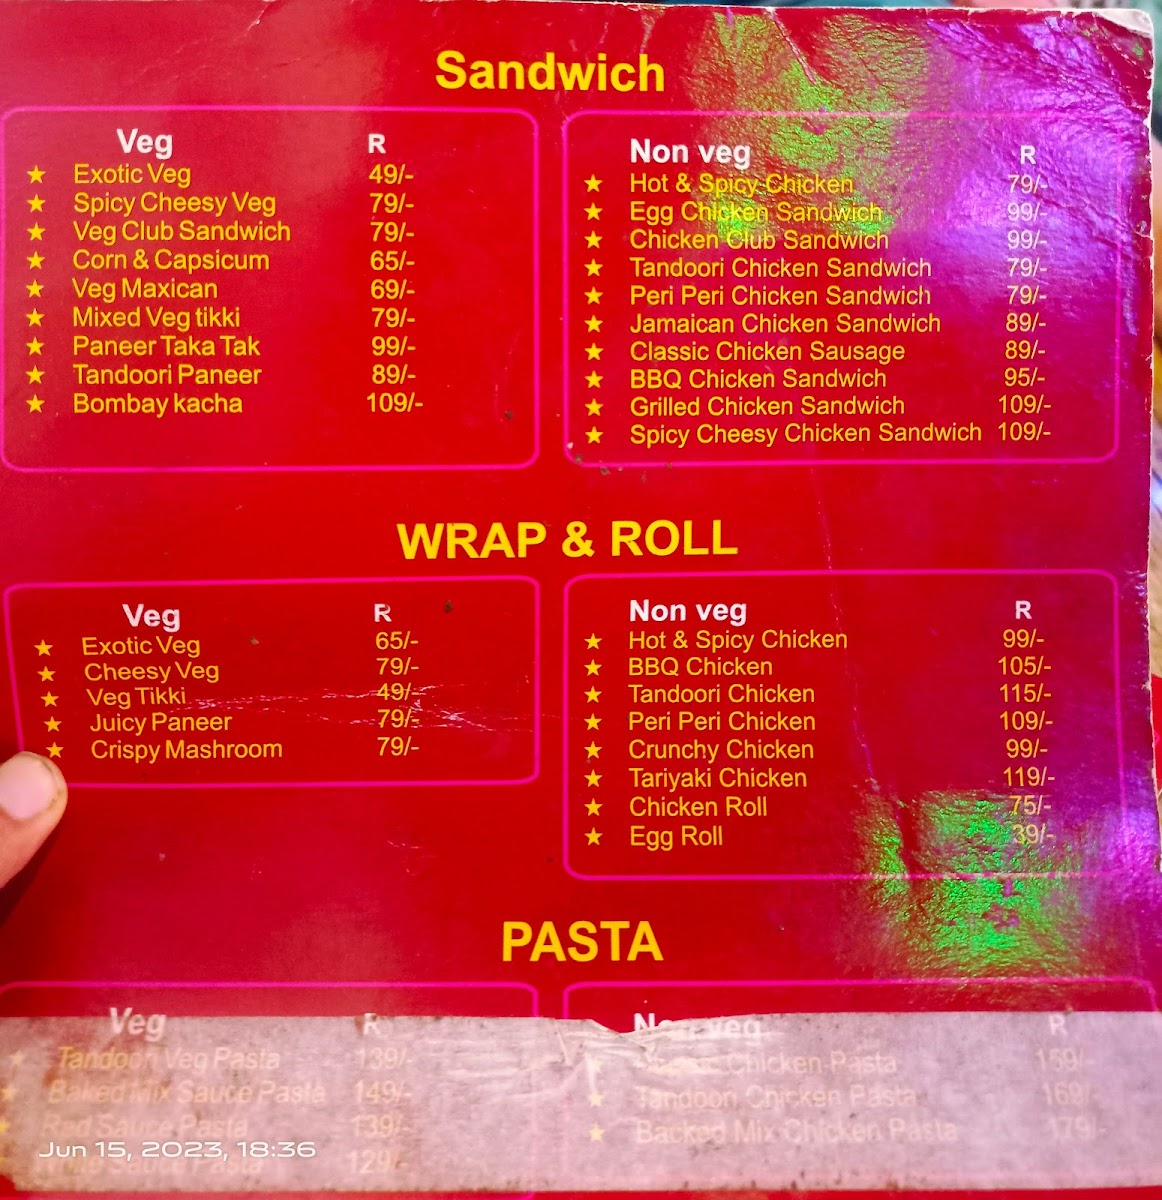 Sandwich
Veg R
★ Exotic Veg 49/-
★ Spicy Cheesy Veg 79/-
★ Veg Club Sandwich 79/-
★ Corn & Capsicum 65/-
★ Veg Maxican 69/-
★ Mixed Veg tikki 79/-
★ Paneer Taka Tak 99/-
★ Tandoori Paneer 89/-
★ Bombay kacha 109/-
Non veg R
★ Hot & Spicy Chicken 79/-
★ Egg Chicken Sandwich 99/-
★ Chicken Club Sandwich 99/-
★ Tandoori Chicken Sandwich 79/-
★ Peri Peri Chicken Sandwich 79/-
★ Jamaican Chicken Sandwich 89/-
★ Classic Chicken Sausage 89/-
★ BBQ Chicken Sandwich 95/-
★ Grilled Chicken Sandwich 109/-
★ Spicy Cheesy Chicken Sandwich 109/-
WRAP & ROLL
Veg R
★ Exotic Veg 65/-
★ Cheesy Veg 79/-
★ Veg Tikki 49/-
★ Juicy Paneer 79/-
★ Crispy Mashroom 79/-
Non veg R
★ Hot & Spicy Chicken 99/-
★ BBQ Chicken 105/-
★ Tandoori Chicken 115/-
★ Peri Peri Chicken 109/-
★ Crunchy Chicken 99/-
★ Tariyaki Chicken 119/-
★ Chicken Roll 75/-
★ Egg Roll 39/-
PASTA
Veg R
★ Tandoori Veg Pasta 139/-
★ Baked Mix Sauce Pasta 149/-
★ Red Sauce Pasta 139/-
Sauce Pasta 129/-
Non veg R
★ Chicken Pasta 159/-
★ Tandoori Chicken Pasta 169/-
★ Backed Mix Chicken Pasta 179/-
Jun 15, 2023, 18:36